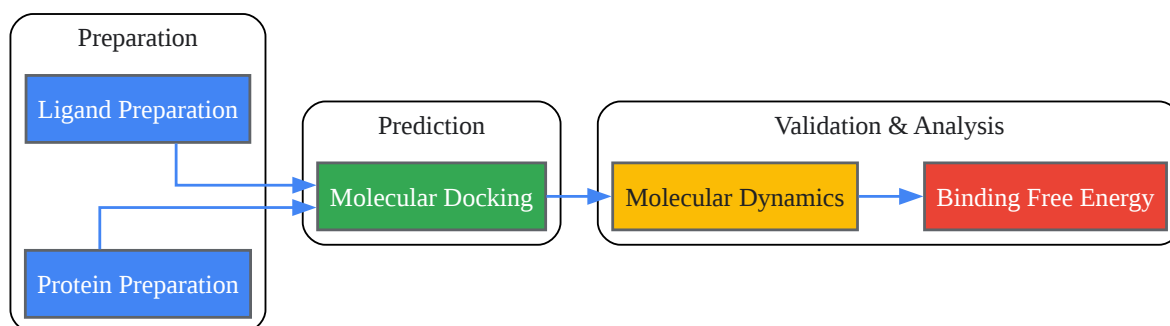 Preparation
Ligand Preparation
Protein Preparation
Prediction
Molecular Docking
Validation & Analysis
Molecular Dynamics
Binding Free Energy